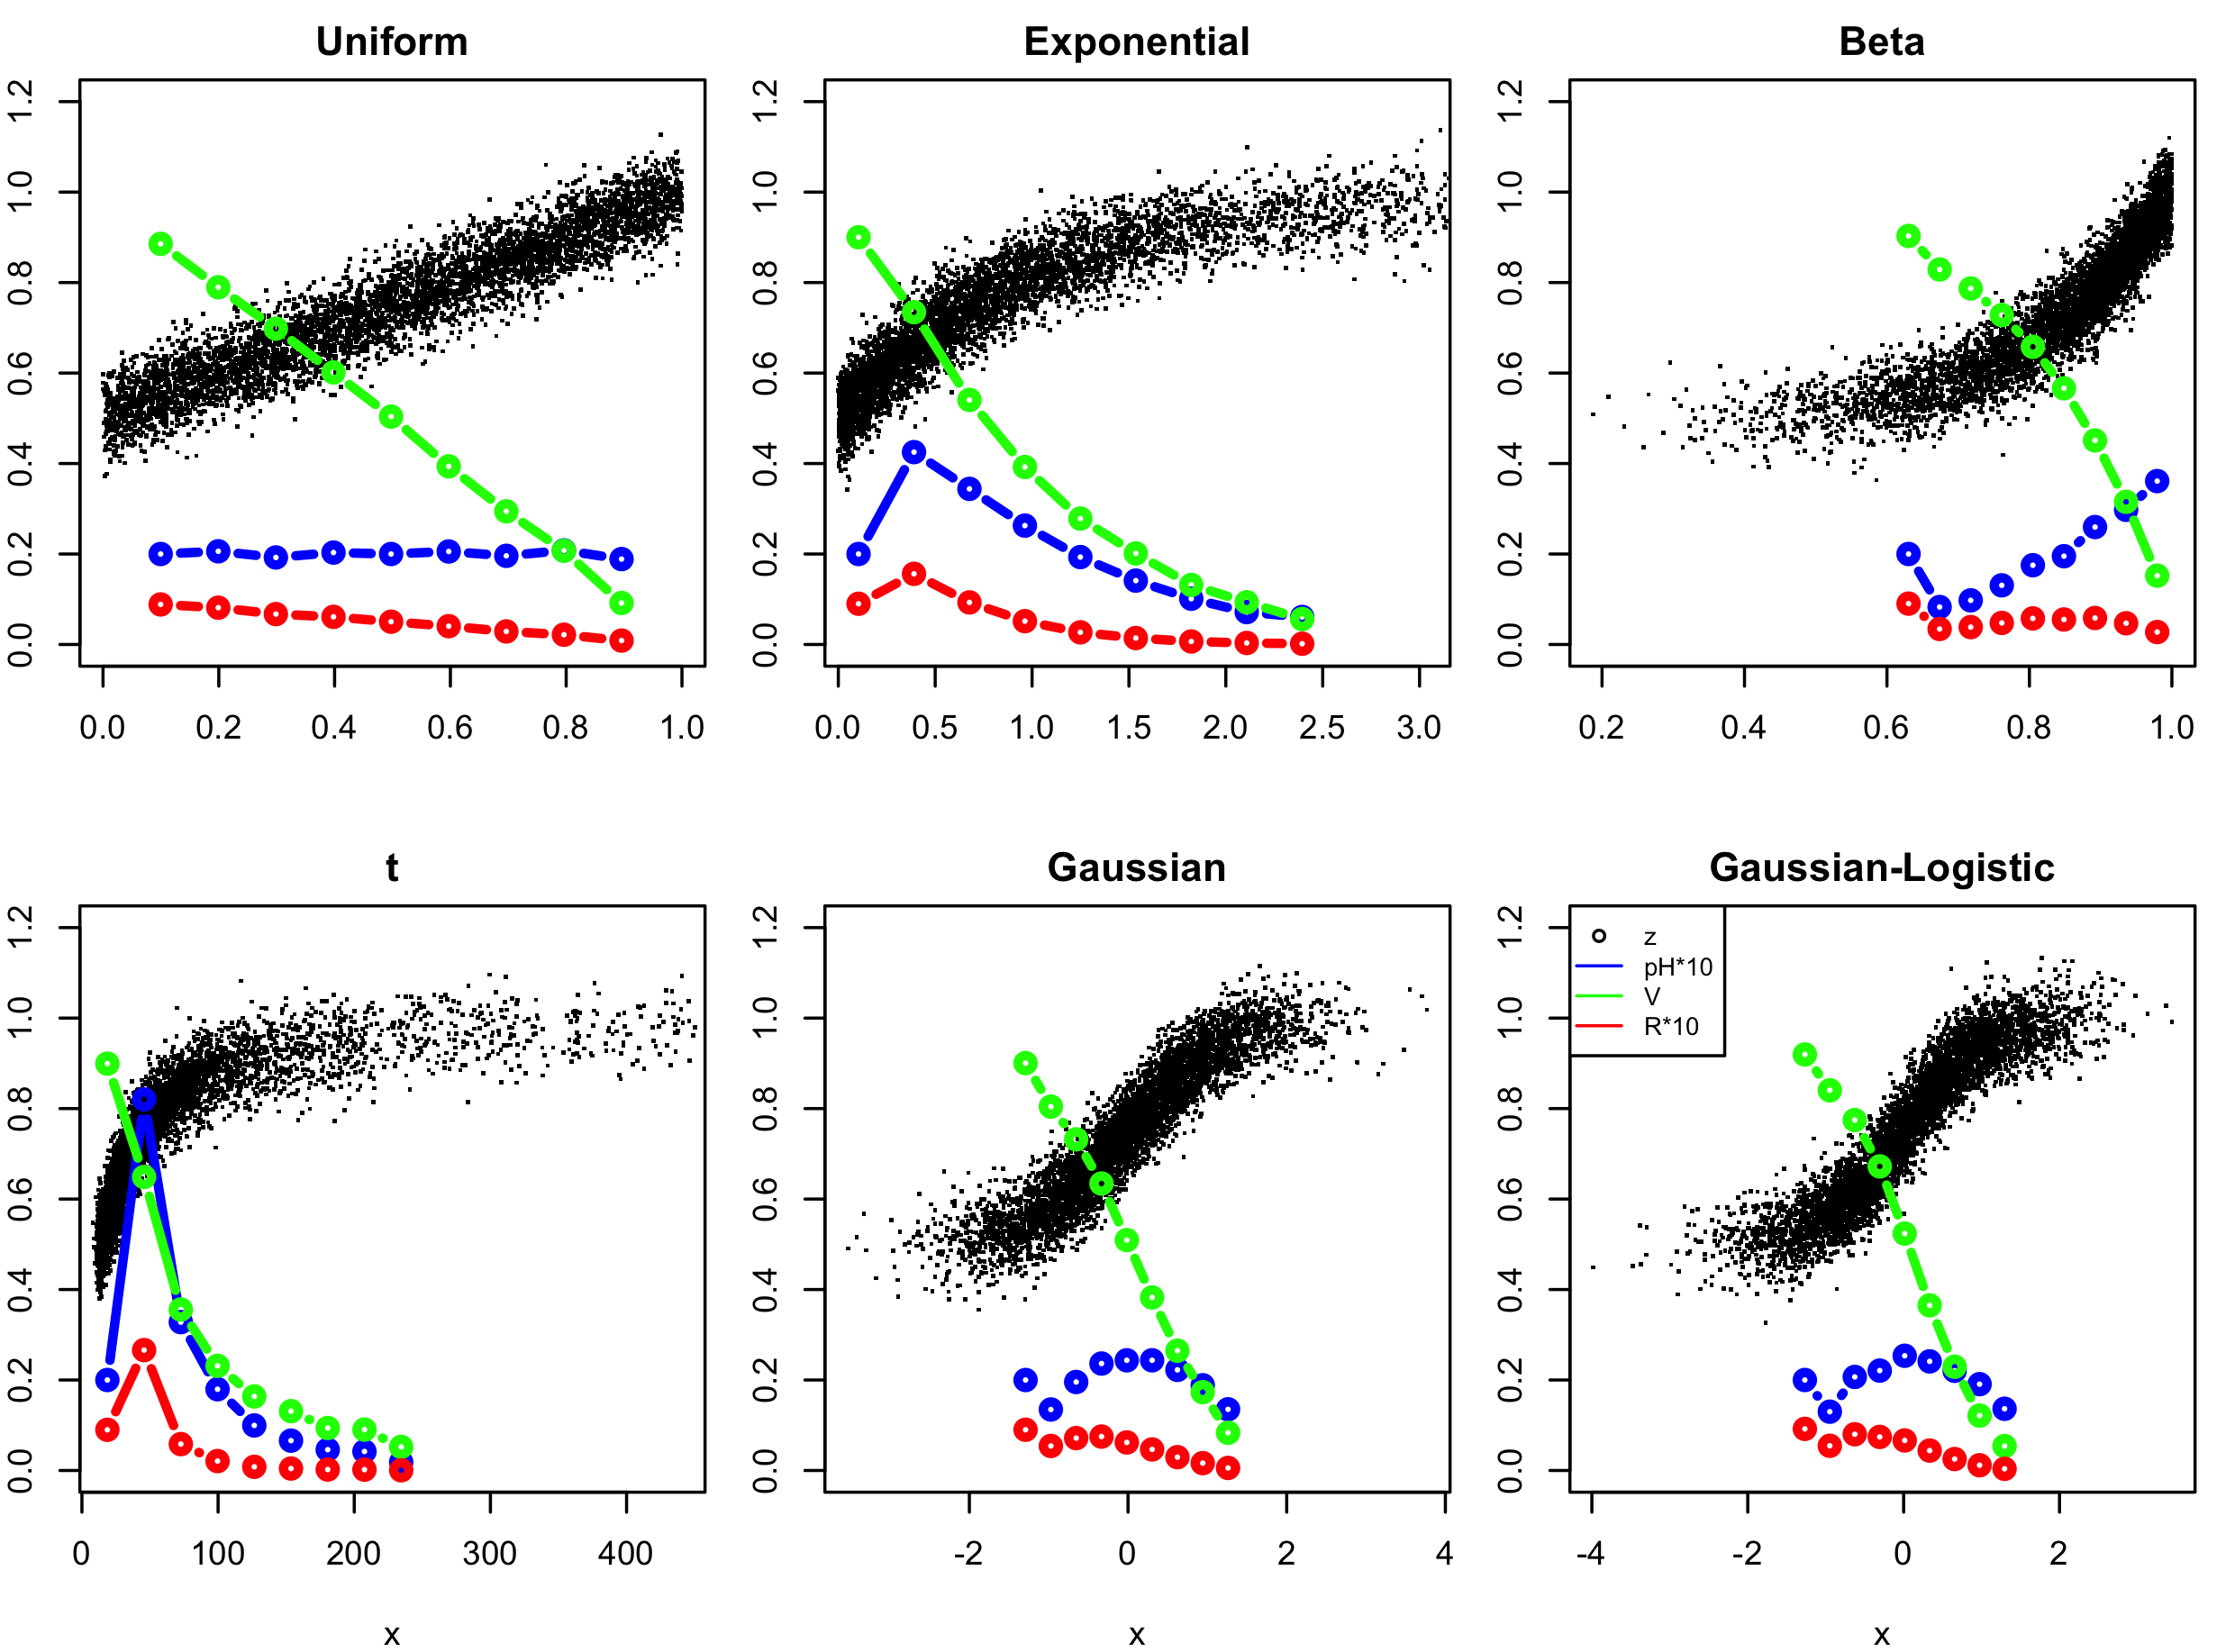 Uniform
Exponential
Beta
0.0 0.2 0.4 0.6 0.8 1.0 1.2
0.0 0.2 0.4 0.6 0.8 1.0 1.2
0.0 0.2 0.4 0.6 0.8 1.0 1.2
0.0 0.2 0.4 0.6 0.8 1.0
0.0 0.5 1.0 1.5 2.0 2.5 3.0
0.2 0.4 0.6 0.8 1.0
t
Gaussian
Gaussian-Logistic
0.0 0.2 0.4 0.6 0.8 1.0 1.2
0.0 0.2 0.4 0.6 0.8 1.0 1.2
0.0 0.2 0.4 0.6 0.8 1.0 1.2
z
pH*10
V
R*10
0 100 200 300 400
-2 0 2 4
-4 -2 0 2
x
x
x